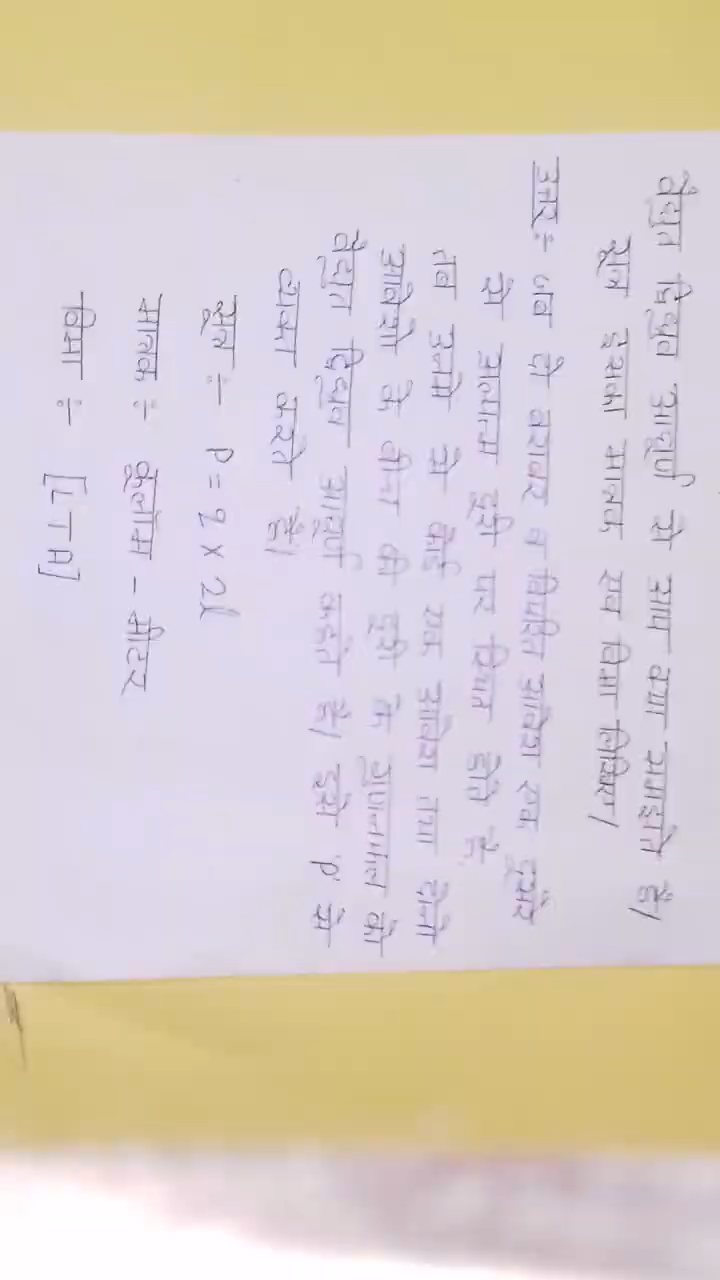 वैधुत द्विध्रुव आघूर्ण से आप क्या समझते हैं।
सूत्र इसका मात्रक एव विमा लिखिए।
उत्तर:- जब दो बराबर व विपरित आवेश एक दूसरे
से अल्पान्म दूरी पर स्थित होते है
तब उनमे से कोई एक आवेश तथा दोनो
आवेशो के बीच की दूरी के गुणनफल को
वैधुत द्विध्रुव आघूर्ण कहते है। इसे P से
व्यक्त करते है।
सूत्र :- P = q × 2l
मात्रक :- कूलॉम - मीटर
विमा :- [LTA]